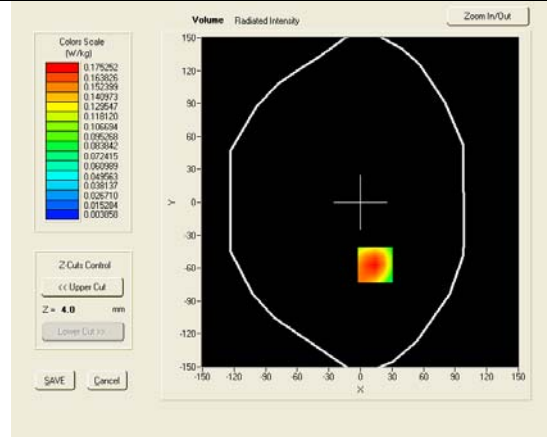 Volume Radiated Intensity
Zoom In/Out
Colors Scale
(W/kg)
0.175252
0.163826
0.152399
0.140973
0.129547
0.118120
0.106694
0.095268
0.083842
0.072415
0.060989
0.049563
0.038137
0.026710
0.015284
0.003858
Z-Cuts Control
<< Upper Cut
Z = 4.0 mm
Lower Cut >>
SAVE Cancel
150
120
90
60
30
0
-30
-60
-90
-120
-150
Y
-150 -120 -90 -60 -30 0 30 60 90 120 150
X